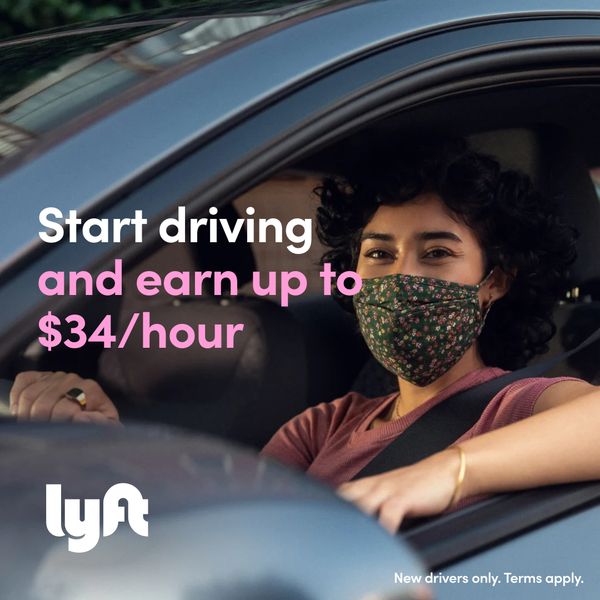 Start driving
and earn up to
$34/hour
lyft
New drivers only. Terms apply.